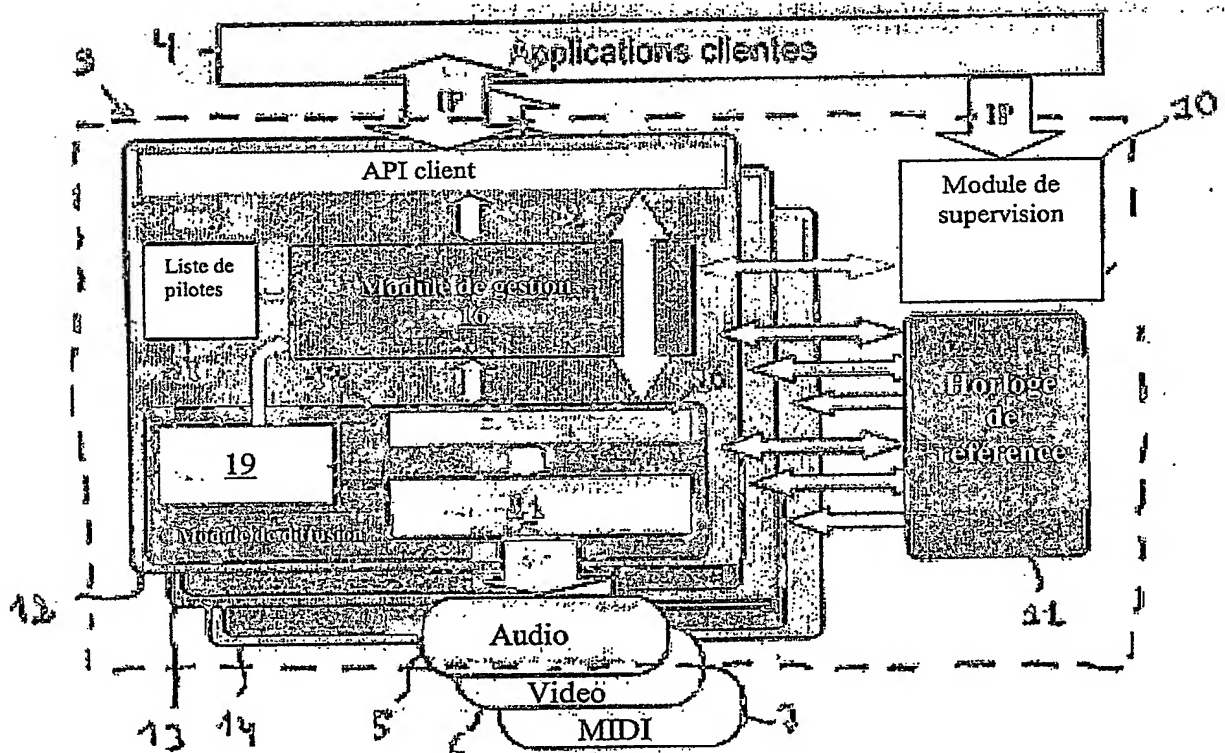 4
Applications clientes
IP
IP
10
API client
Module de
supervision
Liste de
pilotes
Module de gestion
16
Horloge
de
référence
19
Module de diffusion
12
11
Audio
Video
MIDI
13
14
5